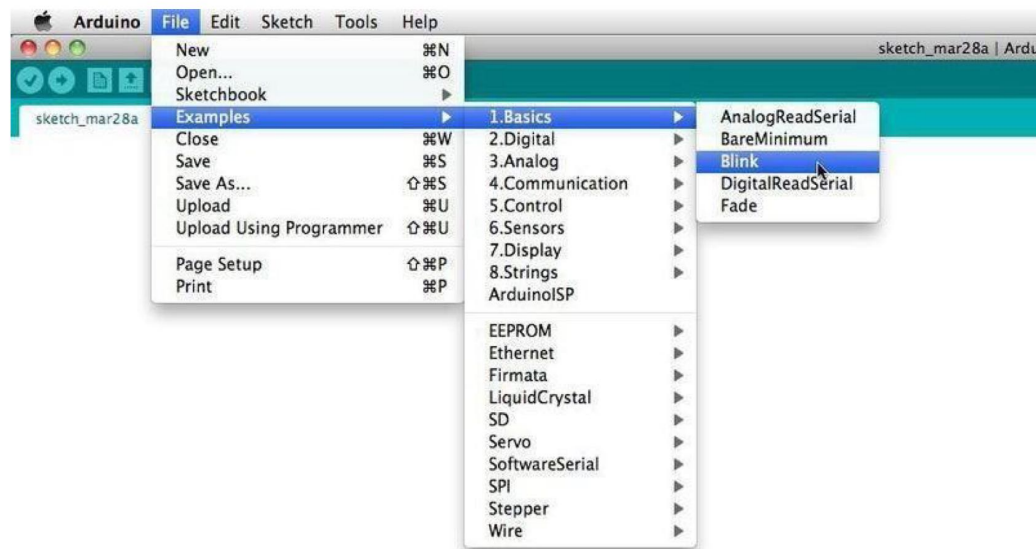 Arduino File Edit Sketch Tools Help
sketch_mar28a | Ardu
sketch_mar28a
New ⌘N
Open... ⌘O
Sketchbook
Examples
Close ⌘W
Save ⌘S
Save As... ⇧⌘S
Upload ⌘U
Upload Using Programmer ⇧⌘U
Page Setup ⇧⌘P
Print ⌘P
1.Basics
2.Digital
3.Analog
4.Communication
5.Control
6.Sensors
7.Display
8.Strings
ArduinoISP
EEPROM
Ethernet
Firmata
LiquidCrystal
SD
Servo
SoftwareSerial
SPI
Stepper
Wire
AnalogReadSerial
BareMinimum
Blink
DigitalReadSerial
Fade